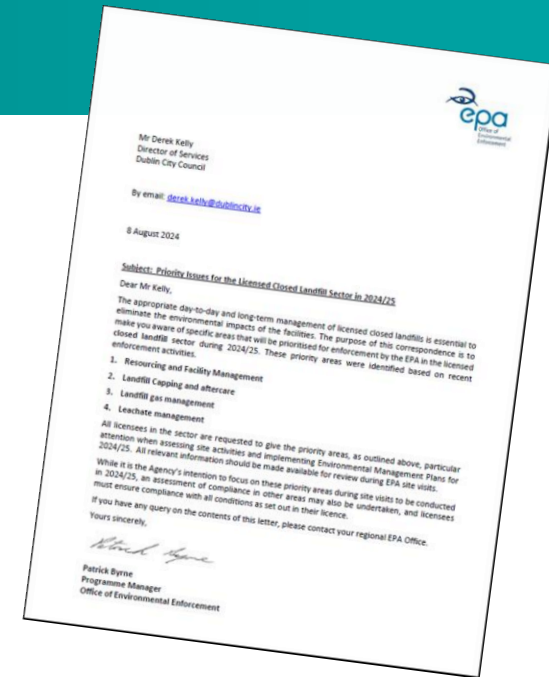 epa
Office of
Environmental
Enforcement
Mr Derek Kelly
Director of Services
Dublin City Council
By email: derek.kelly@dublincity.ie
8 August 2024
Subject: Priority Issues for the Licensed Closed Landfill Sector in 2024/25
Dear Mr Kelly,
The appropriate day-to-day and long-term management of licensed closed landfills is essential to
eliminate the environmental impacts of the facilities. The purpose of this correspondence is to
make you aware of specific areas that will be prioritised for enforcement by the EPA in the licensed
closed landfill sector during 2024/25. These priority areas were identified based on recent
enforcement activities.
1. Resourcing and Facility Management
2. Landfill Capping and aftercare
3. Landfill gas management
4. Leachate management
All licensees in the sector are requested to give the priority areas, as outlined above, particular
attention when assessing site activities and implementing Environmental Management Plans for
2024/25. All relevant information should be made available for review during EPA site visits.
While it is the Agency's intention to focus on these priority areas during site visits to be conducted
in 2024/25, an assessment of compliance in other areas may also be undertaken, and licensees
must ensure compliance with all conditions as set out in their licence.
If you have any query on the contents of this letter, please contact your regional EPA Office.
Yours sincerely,
Patrick Byrne
Patrick Byrne
Programme Manager
Office of Environmental Enforcement